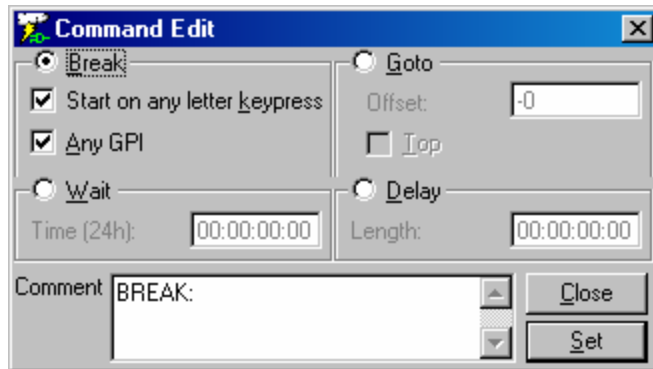 Command Edit
Break
Goto
Start on any letter keypress
Offset: -0
Any GPI
Top
Wait
Delay
Time (24h): 00:00:00:00
Length: 00:00:00:00
Comment BREAK:
Close
Set